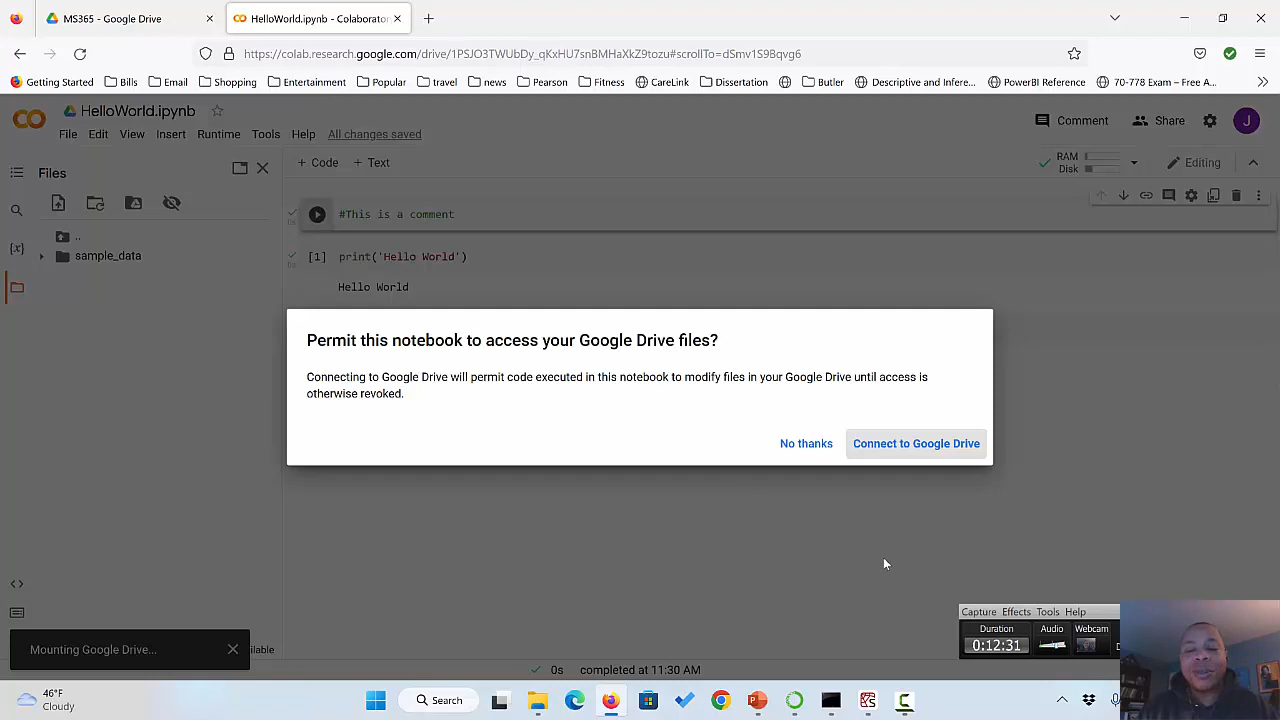 MS365 - Google Drive
HelloWorld.ipynb - Colaborator
https://colab.research.google.com/drive/1PSJO3TWUbDy_qKxHU7snBMHaXkZ9tozu#scrollTo=dSmv1S98qvg6
Getting Started Bills Email Shopping Entertainment Popular travel news Pearson Fitness CareLink Dissertation Butler Descriptive and Infere... PowerBI Reference 70-778 Exam – Free A...
HelloWorld.ipynb
File Edit View Insert Runtime Tools Help All changes saved
Comment Share J
Files
+ Code + Text
RAM
Disk
Editing
..
sample_data
{x}
#This is a comment
[1] print('Hello World')
Hello World
Permit this notebook to access your Google Drive files?
Connecting to Google Drive will permit code executed in this notebook to modify files in your Google Drive until access is
otherwise revoked.
No thanks Connect to Google Drive
Mounting Google Drive...
ilable
0s completed at 11:30 AM
Capture Effects Tools Help
Duration Audio Webcam
0:12:31
46°F
Cloudy
Search